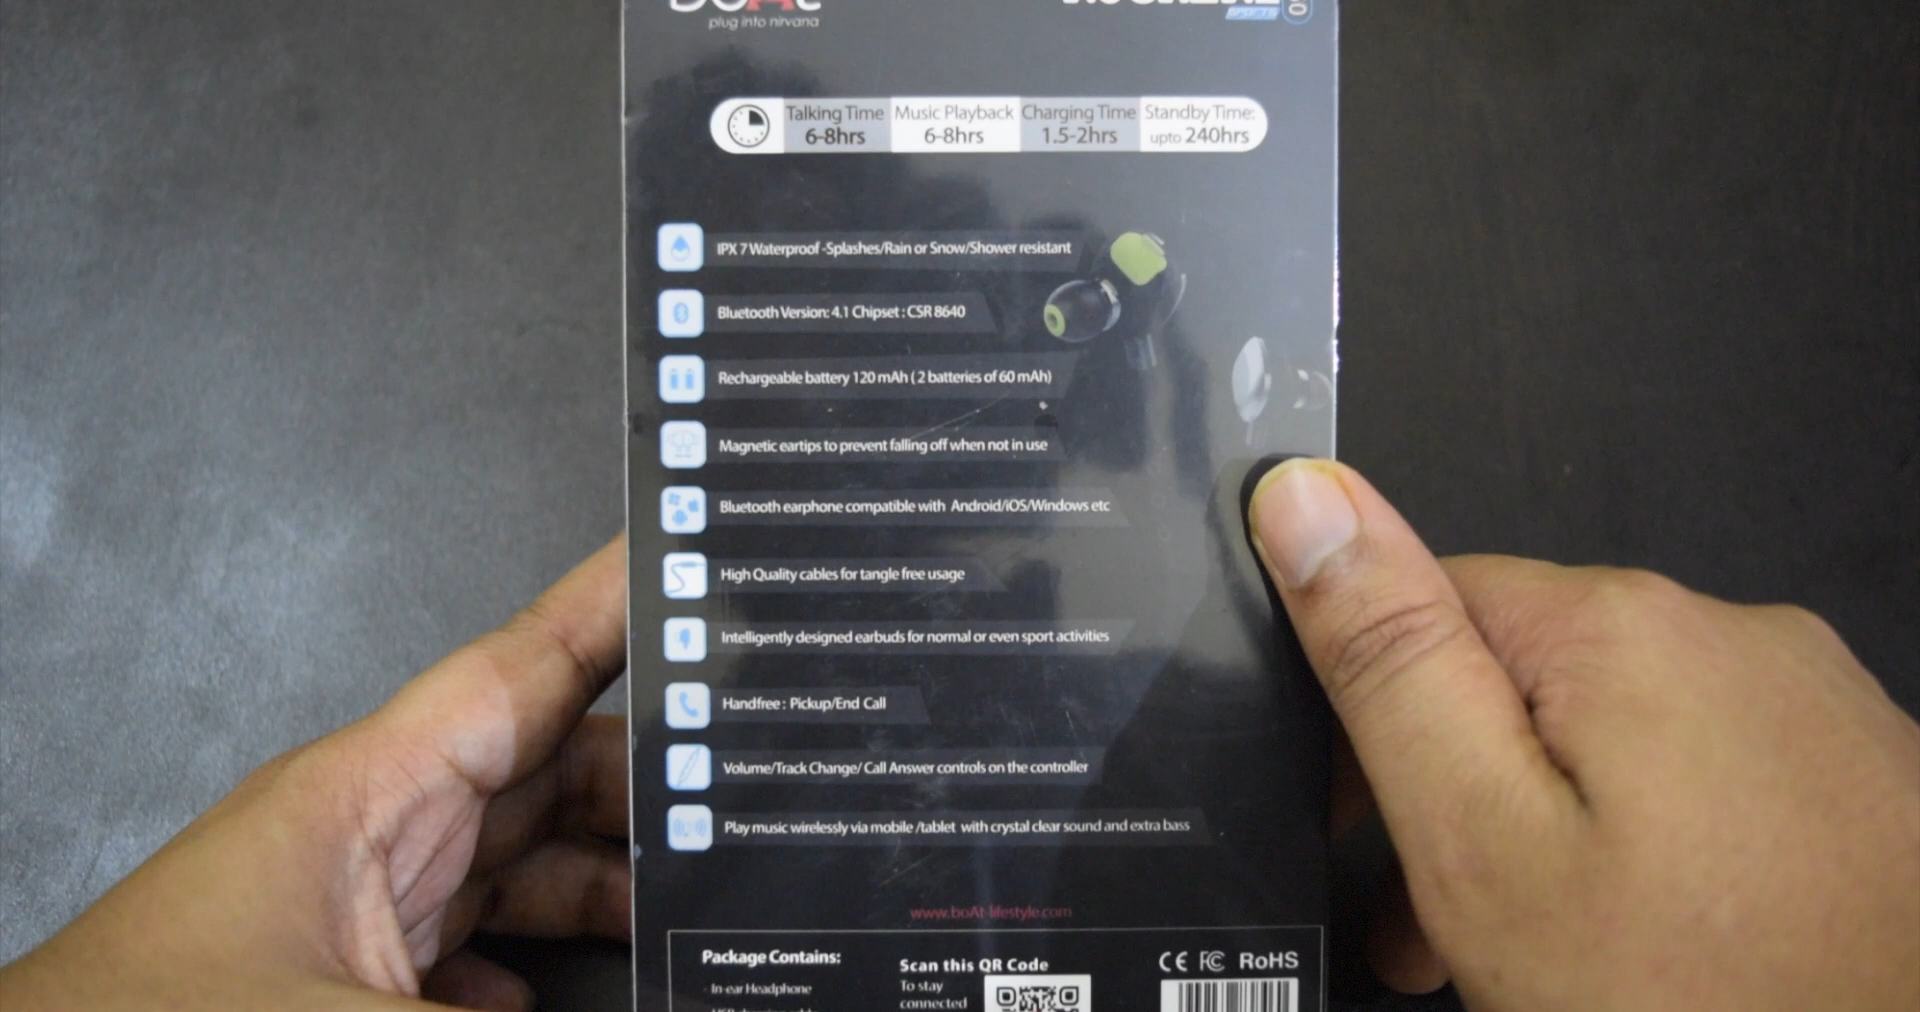 boAt
plug into nirvana
SPORTS
Talking Time
6-8hrs
Music Playback
6-8hrs
Charging Time
1.5-2hrs
Standby Time:
upto 240hrs
IPX 7 Waterproof -Splashes/Rain or Snow/Shower resistant
Bluetooth Version: 4.1 Chipset : CSR 8640
Rechargeable battery 120 mAh ( 2 batteries of 60 mAh)
Magnetic eartips to prevent falling off when not in use
Bluetooth earphone compatible with Android/iOS/Windows etc
High Quality cables for tangle free usage
Intelligently designed earbuds for normal or even sport activities
Handfree : Pickup/End Call
Volume/Track Change/ Call Answer controls on the controller
Play music wirelessly via mobile /tablet with crystal clear sound and extra bass
www.boAt-lifestyle.com
Package Contains:
- In-ear Headphone
Scan this QR Code
To stay
connected
CE FC RoHS